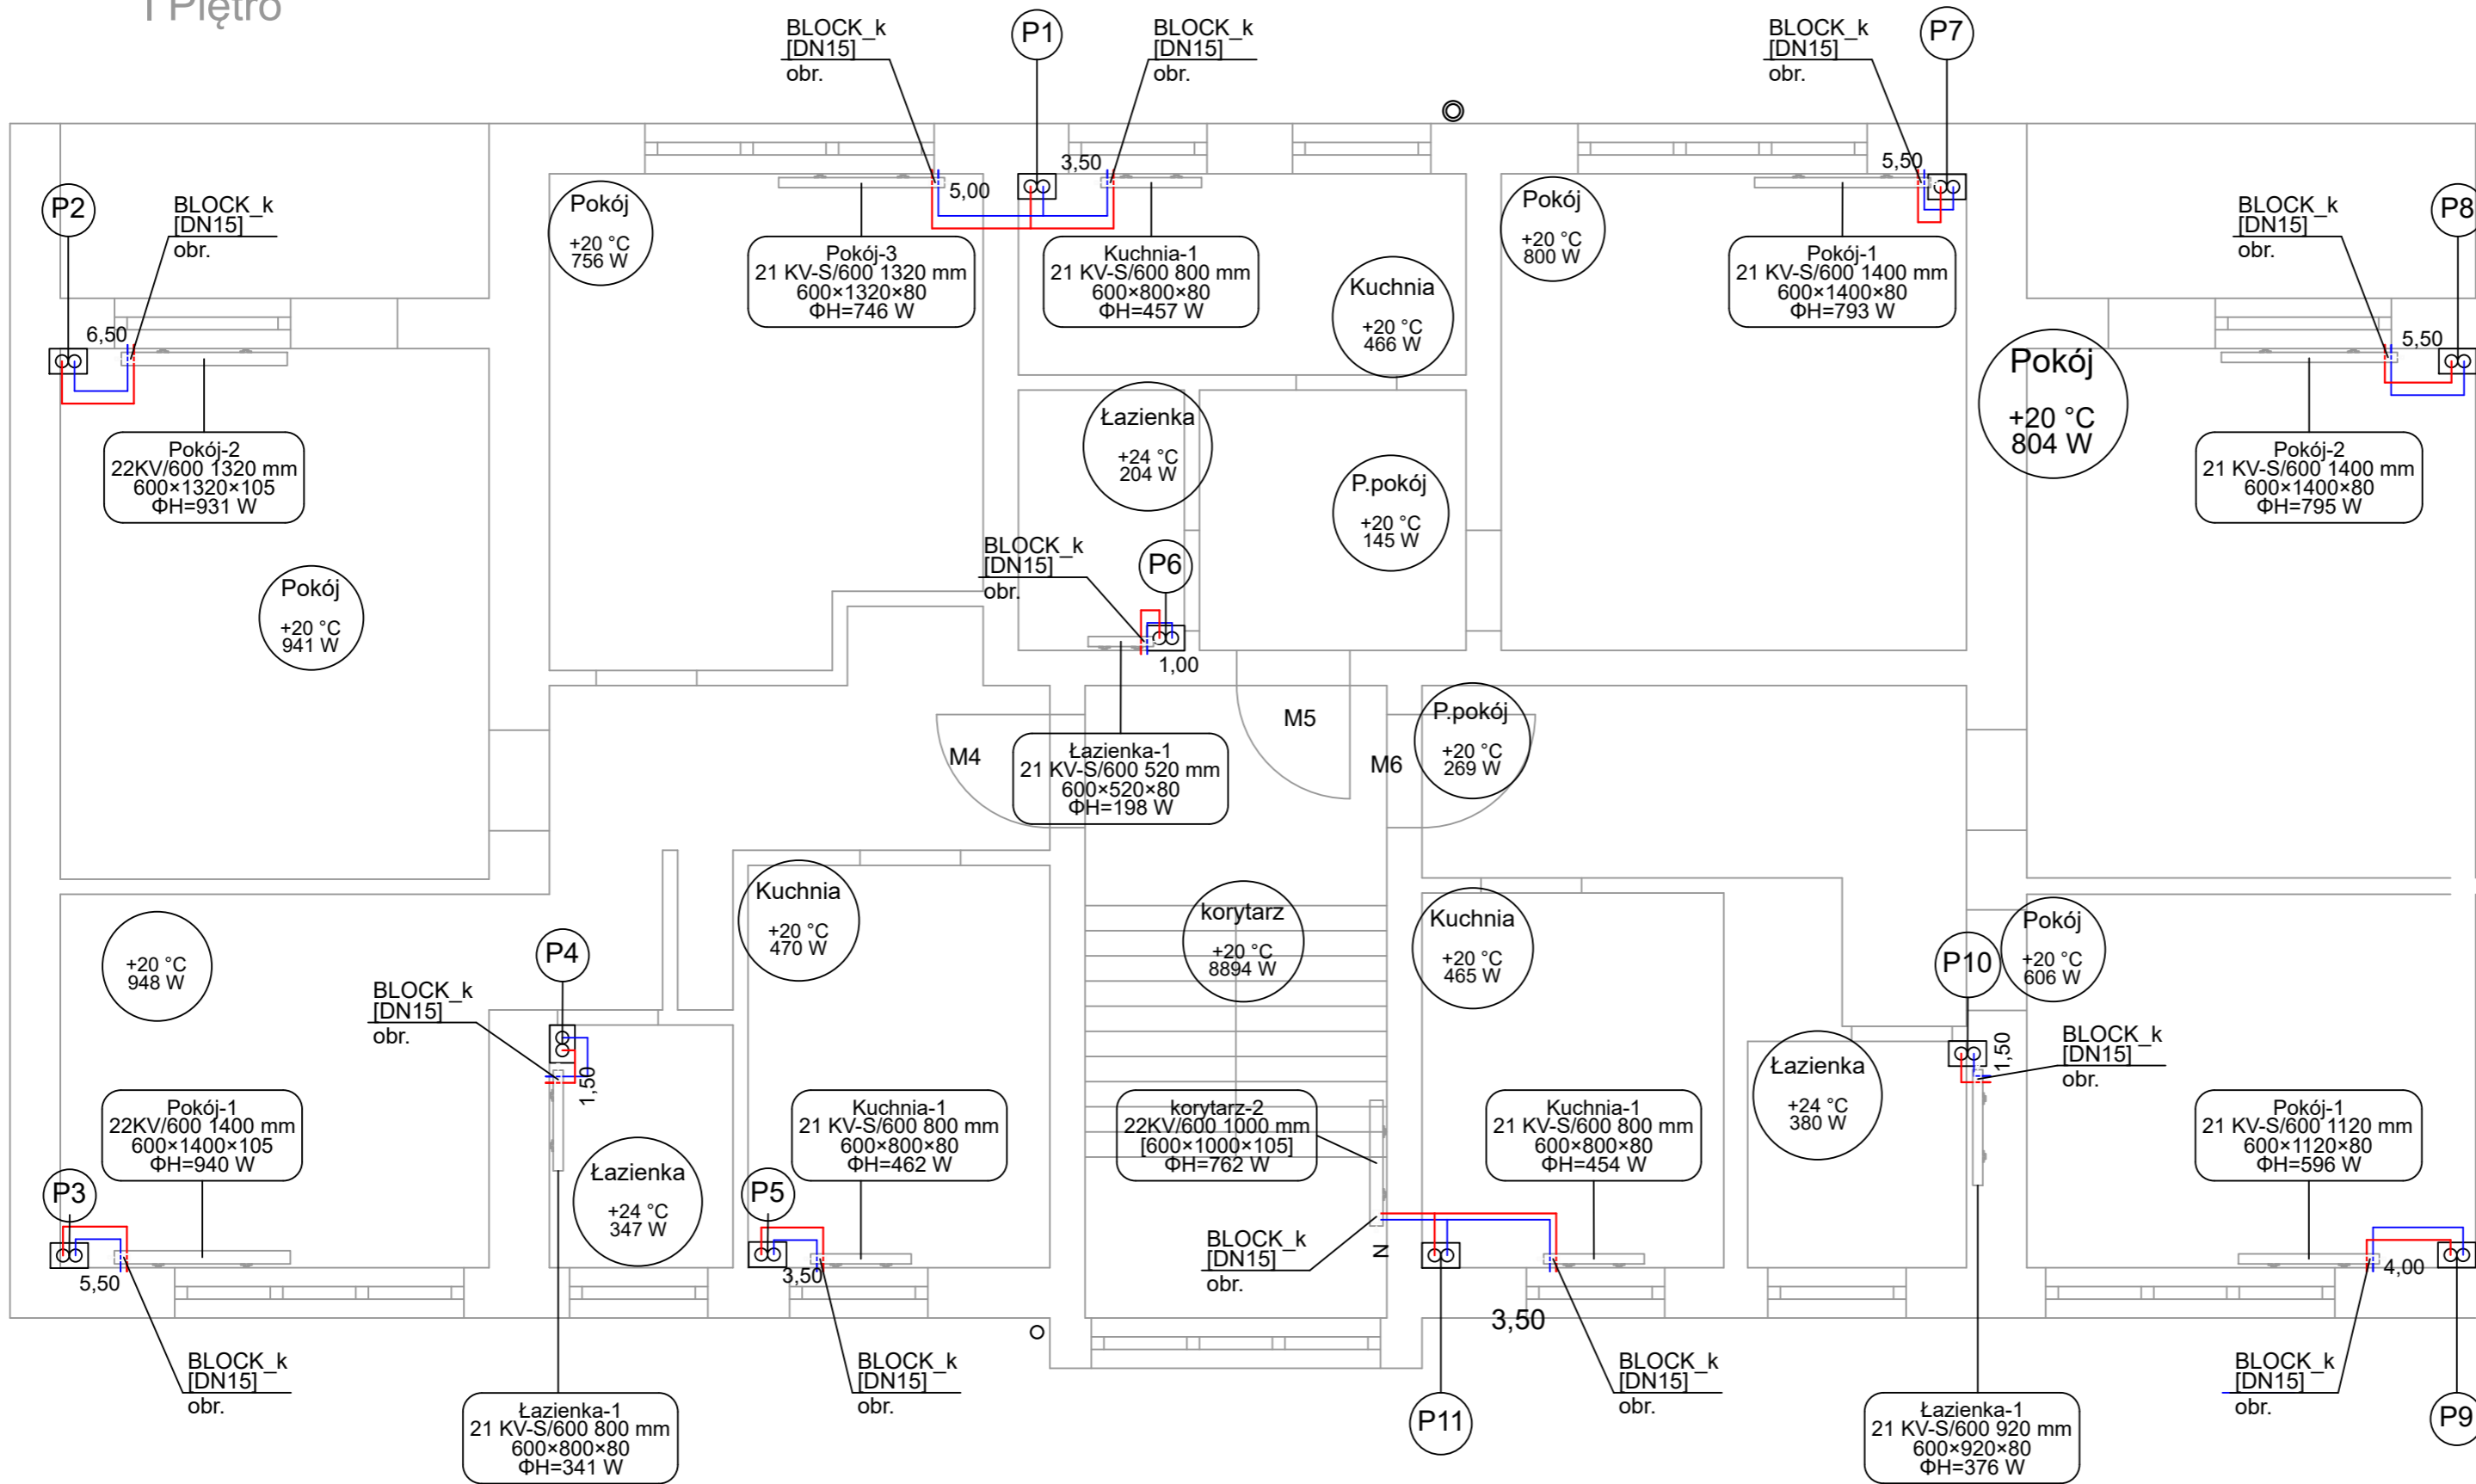 I Piętro
BLOCK_k
[DN15]
obr.
P1
BLOCK_k
[DN15]
obr.
BLOCK_k
[DN15]
obr.
P7
P2
BLOCK_k
[DN15]
obr.
Pokój
+20 °C
756 W
5,00
3,50
Pokój
+20 °C
800 W
5,50
BLOCK_k
[DN15]
obr.
P8
Pokój-3
21 KV-S/600 1320 mm
600×1320×80
ΦH=746 W
Kuchnia-1
21 KV-S/600 800 mm
600×800×80
ΦH=457 W
Kuchnia
+20 °C
466 W
Pokój-1
21 KV-S/600 1400 mm
600×1400×80
ΦH=793 W
6,50
5,50
Pokój
+20 °C
804 W
Pokój-2
22KV/600 1320 mm
600×1320×105
ΦH=931 W
Łazienka
+24 °C
204 W
P.pokój
+20 °C
145 W
Pokój-2
21 KV-S/600 1400 mm
600×1400×80
ΦH=795 W
Pokój
+20 °C
941 W
BLOCK_k
[DN15]
obr.
P6
1,00
M4
M5
M6
P.pokój
+20 °C
269 W
Łazienka-1
21 KV-S/600 520 mm
600×520×80
ΦH=198 W
+20 °C
948 W
P4
Kuchnia
+20 °C
470 W
korytarz
+20 °C
8894 W
Kuchnia
+20 °C
465 W
P10
Pokój
+20 °C
606 W
BLOCK_k
[DN15]
obr.
1,50
1,50
BLOCK_k
[DN15]
obr.
Łazienka
+24 °C
380 W
Pokój-1
22KV/600 1400 mm
600×1400×105
ΦH=940 W
Kuchnia-1
21 KV-S/600 800 mm
600×800×80
ΦH=462 W
korytarz-2
22KV/600 1000 mm
[600×1000×105]
ΦH=762 W
Kuchnia-1
21 KV-S/600 800 mm
600×800×80
ΦH=454 W
Pokój-1
21 KV-S/600 1120 mm
600×1120×80
ΦH=596 W
P3
Łazienka
+24 °C
347 W
P5
BLOCK_k
[DN15]
obr.
N
5,50
3,50
4,00
3,50
BLOCK_k
[DN15]
obr.
BLOCK_k
[DN15]
obr.
BLOCK_k
[DN15]
obr.
BLOCK_k
[DN15]
obr.
Łazienka-1
21 KV-S/600 800 mm
600×800×80
ΦH=341 W
P11
Łazienka-1
21 KV-S/600 920 mm
600×920×80
ΦH=376 W
P9